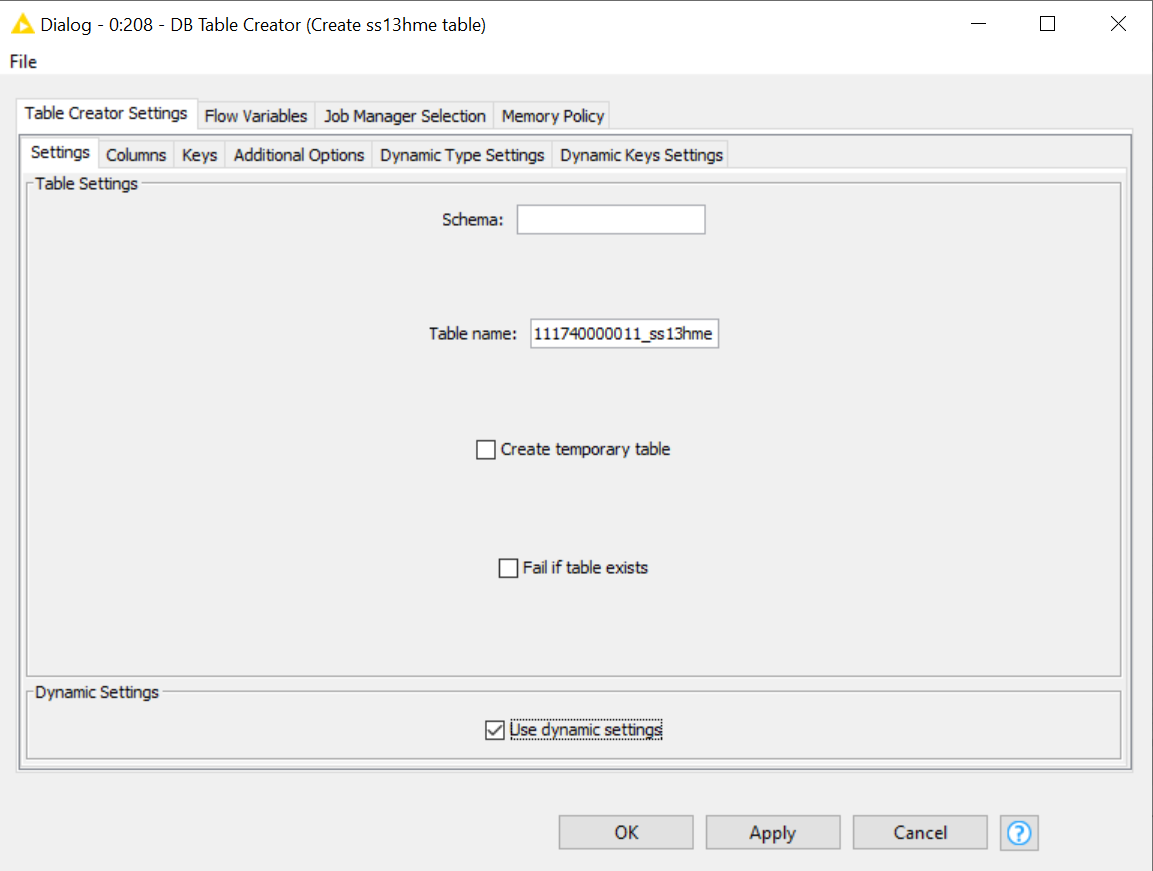 Dialog - 0:208 - DB Table Creator (Create ss13hme table)
File
Table Creator Settings Flow Variables Job Manager Selection Memory Policy
Settings Columns Keys Additional Options Dynamic Type Settings Dynamic Keys Settings
Table Settings
Schema:
Table name: 111740000011_ss13hme
Create temporary table
Fail if table exists
Dynamic Settings
Use dynamic settings
OK Apply Cancel ?